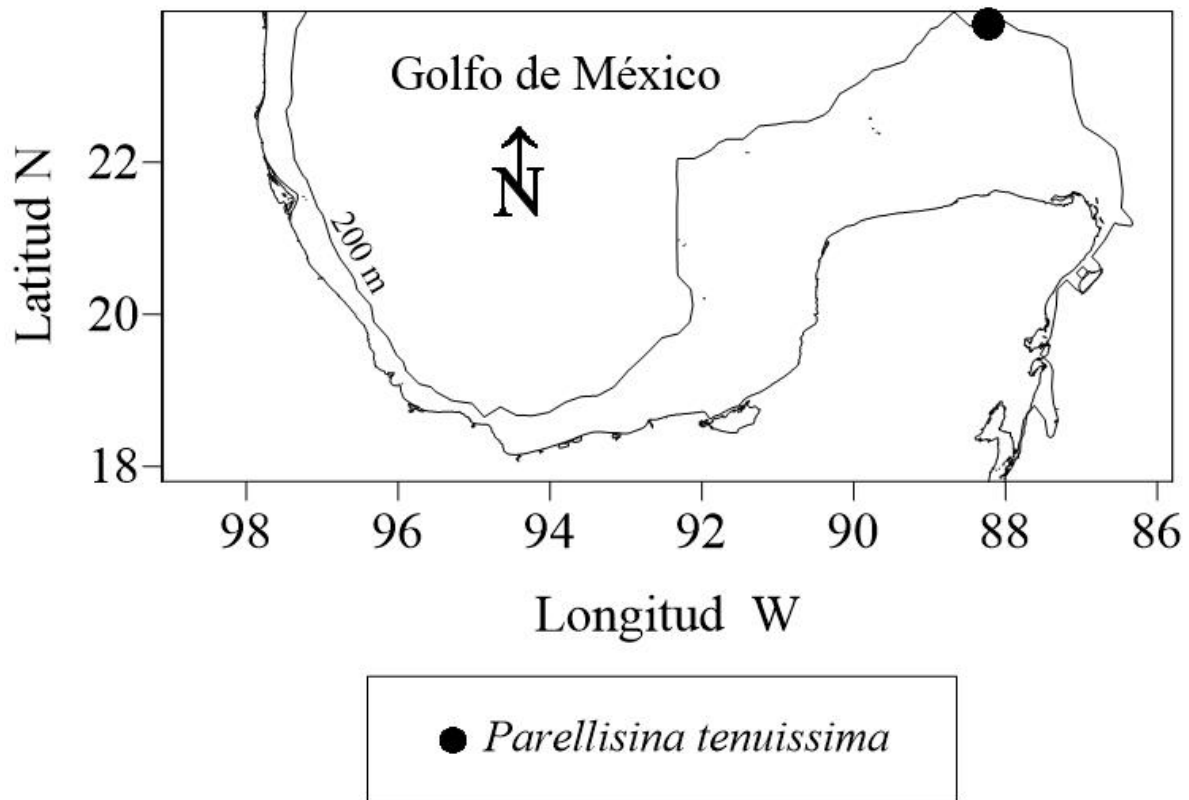 Golfo de México
N
200 m
Latitud N
22
20
18
98 96 94 92 90 88 86
Longitud W
Parellisina tenuissima